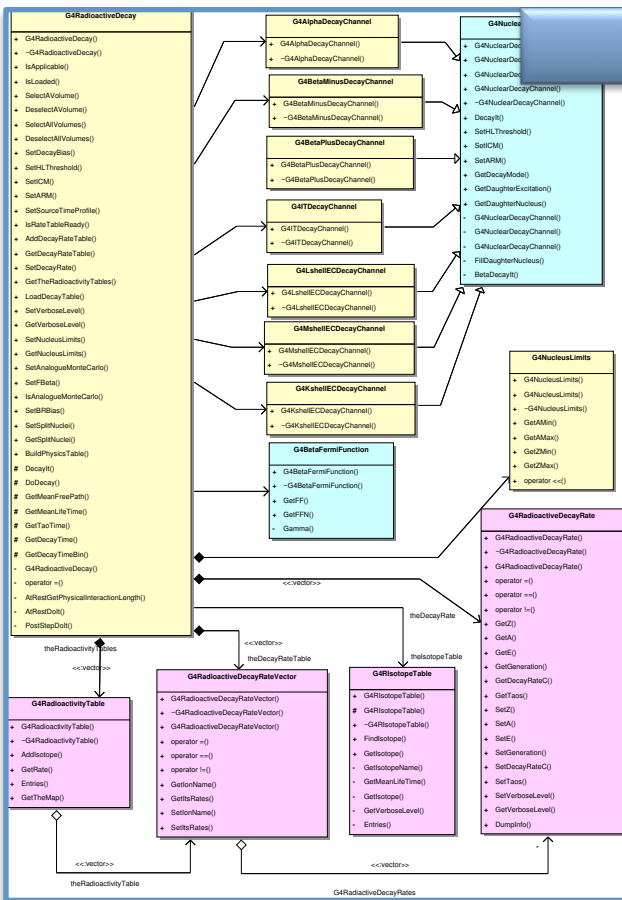 G4RadioactiveDecay
+ G4RadioactiveDecay()
+ ~G4RadioactiveDecay()
+ IsApplicable()
+ IsLoaded()
+ SelectAVolume()
+ DeselectAVolume()
+ SelectAllVolumes()
+ DeselectAllVolumes()
+ SetDecayBias()
+ SetHLThreshold()
+ SetICM()
+ SetARM()
+ SetSourceTimeProfile()
+ IsRateTableReady()
+ AddDecayRateTable()
+ GetDecayRateTable()
+ SetDecayRate()
+ GetTheRadioactivityTables()
+ LoadDecayTable()
+ SetVerboseLevel()
+ GetVerboseLevel()
+ SetNucleusLimits()
+ GetNucleusLimits()
+ SetAnalogueMonteCarlo()
+ SetFBeta()
+ IsAnalogueMonteCarlo()
+ SetBRBias()
+ SetSplitNuclei()
+ GetSplitNuclei()
+ BuildPhysicsTable()
# DecayIt()
# DoDecay()
# GetMeanFreePath()
# GetMeanLifeTime()
# GetTaoTime()
# GetDecayTime()
# GetDecayTimeBin()
- G4RadioactiveDecay()
- operator =()
- AtRestGetPhysicalInteractionLength()
- AtRestDoIt()
- PostStepDoIt()
G4AlphaDecayChannel
+ G4AlphaDecayChannel()
+ ~G4AlphaDecayChannel()
G4BetaMinusDecayChannel
+ G4BetaMinusDecayChannel()
+ ~G4BetaMinusDecayChannel()
G4BetaPlusDecayChannel
+ G4BetaPlusDecayChannel()
+ ~G4BetaPlusDecayChannel()
G4ITDecayChannel
+ G4ITDecayChannel()
+ ~G4ITDecayChannel()
G4LshellECDecayChannel
+ G4LshellECDecayChannel()
+ ~G4LshellECDecayChannel()
G4MshellECDecayChannel
+ G4MshellECDecayChannel()
+ ~G4MshellECDecayChannel()
G4KshellECDecayChannel
+ G4KshellECDecayChannel()
+ ~G4KshellECDecayChannel()
G4BetaFermiFunction
+ G4BetaFermiFunction()
+ ~G4BetaFermiFunction()
+ GetFF()
+ GetFFN()
- Gamma()
G4Nuclear
+ G4NuclearDec
+ G4NuclearDec
+ G4NuclearDec
+ G4NuclearDecayChannel()
+ ~G4NuclearDecayChannel()
+ DecayIt()
+ SetHLThreshold()
+ SetICM()
+ SetARM()
+ GetDecayMode()
+ GetDaughterExcitation()
+ GetDaughterNucleus()
- G4NuclearDecayChannel()
- G4NuclearDecayChannel()
- G4NuclearDecayChannel()
- FillDaughterNucleus()
- BetaDecayIt()
G4NucleusLimits
+ G4NucleusLimits()
+ G4NucleusLimits()
+ ~G4NucleusLimits()
+ GetAMin()
+ GetAMax()
+ GetZMin()
+ GetZMax()
+ operator <<()
G4RadioactiveDecayRate
+ G4RadioactiveDecayRate()
+ ~G4RadioactiveDecayRate()
+ G4RadioactiveDecayRate()
+ operator =()
+ operator ==()
+ operator !=()
+ GetZ()
+ GetA()
+ GetE()
+ GetGeneration()
+ GetDecayRateC()
+ GetTaos()
+ SetZ()
+ SetA()
+ SetE()
+ SetGeneration()
+ SetDecayRateC()
+ SetTaos()
+ SetVerboseLevel()
+ GetVerboseLevel()
+ DumpInfo()
<<:vector>>
theDecayRate
theRadioactivityTables
<<:vector>>
<<:vector>>
theDecayRateTable
theIsotopeTable
G4RadioactivityTable
+ G4RadioactivityTable()
+ ~G4RadioactivityTable()
+ AddIsotope()
+ GetRate()
+ Entries()
+ GetTheMap()
G4RadioactiveDecayRateVector
+ G4RadioactiveDecayRateVector()
+ ~G4RadioactiveDecayRateVector()
+ G4RadioactiveDecayRateVector()
+ operator =()
+ operator ==()
+ operator !=()
+ GetIonName()
+ GetItsRates()
+ SetIonName()
+ SetItsRates()
G4RIsotopeTable
+ G4RIsotopeTable()
# G4RIsotopeTable()
+ ~G4RIsotopeTable()
+ FindIsotope()
+ GetIsotope()
- GetIsotopeName()
- GetMeanLifeTime()
- GetIsotope()
- GetVerboseLevel()
- Entries()
<<:vector>>
theRadioactivityTable
<<:vector>>
G4RadiactiveDecayRates
-